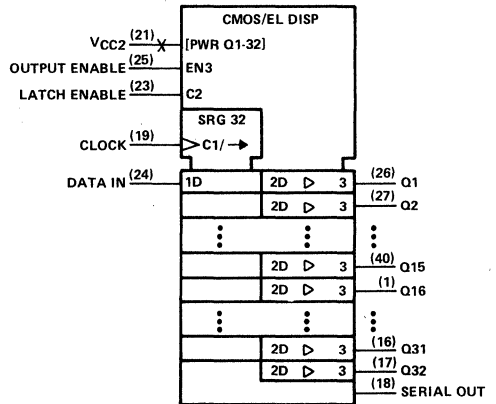 CMOS/EL DISP
VCC2 (21) [PWR Q1-32]
OUTPUT ENABLE (25) EN3
LATCH ENABLE (23) C2
SRG 32
CLOCK (19) C1/
DATA IN (24) 1D 2D 3 (26) Q1
2D 3 (27) Q2
2D 3 (40) Q15
2D 3 (1) Q16
2D 3 (16) Q31
2D 3 (17) Q32
(18) SERIAL OUT